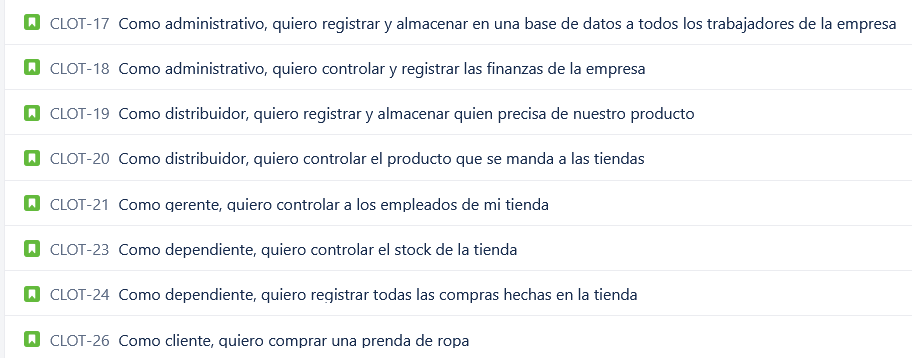 CLOT-17 Como administrativo, quiero registrar y almacenar en una base de datos a todos los trabajadores de la empresa
CLOT-18 Como administrativo, quiero controlar y registrar las finanzas de la empresa
CLOT-19 Como distribuidor, quiero registrar y almacenar quien precisa de nuestro producto
CLOT-20 Como distribuidor, quiero controlar el producto que se manda a las tiendas
CLOT-21 Como gerente, quiero controlar a los empleados de mi tienda
CLOT-23 Como dependiente, quiero controlar el stock de la tienda
CLOT-24 Como dependiente, quiero registrar todas las compras hechas en la tienda
CLOT-26 Como cliente, quiero comprar una prenda de ropa